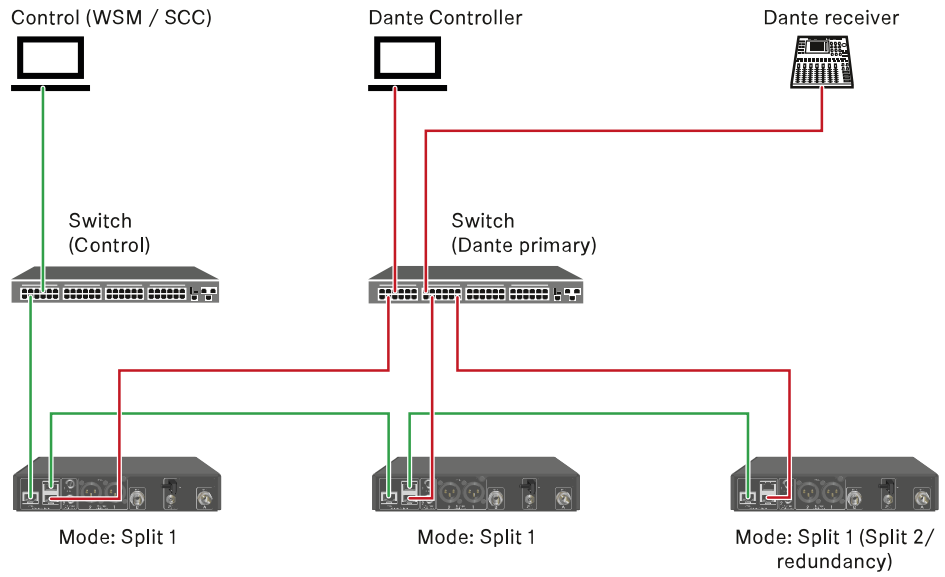 Control (WSM / SCC)
Dante Controller
Dante receiver
Switch
(Control)
Switch
(Dante primary)
Mode: Split 1
Mode: Split 1
Mode: Split 1 (Split 2/
redundancy)